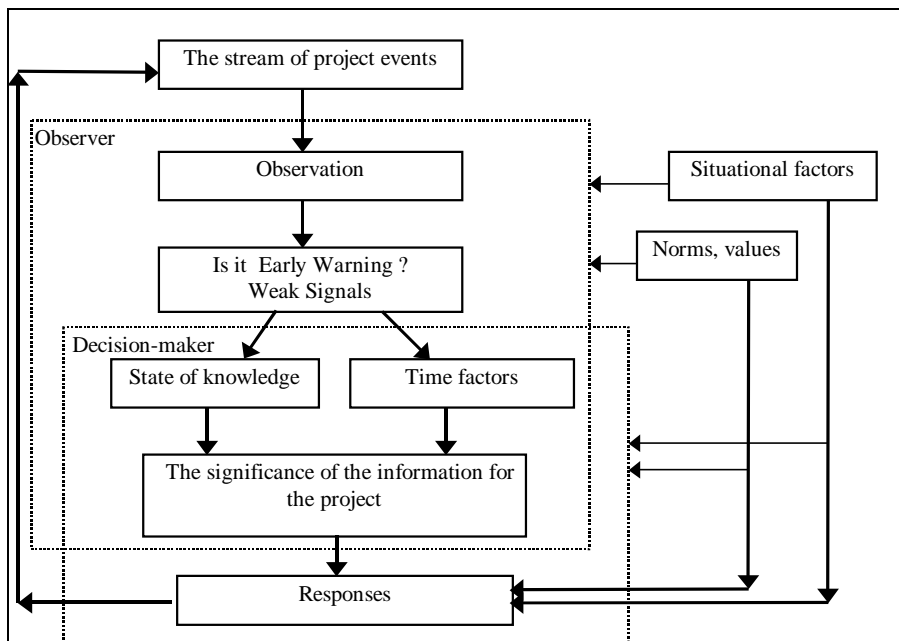 The stream of project events
Observer
Observation
Situational factors
Norms, values
Is it Early Warning ?
Weak Signals
Decision-maker
State of knowledge
Time factors
The significance of the information for
the project
Responses